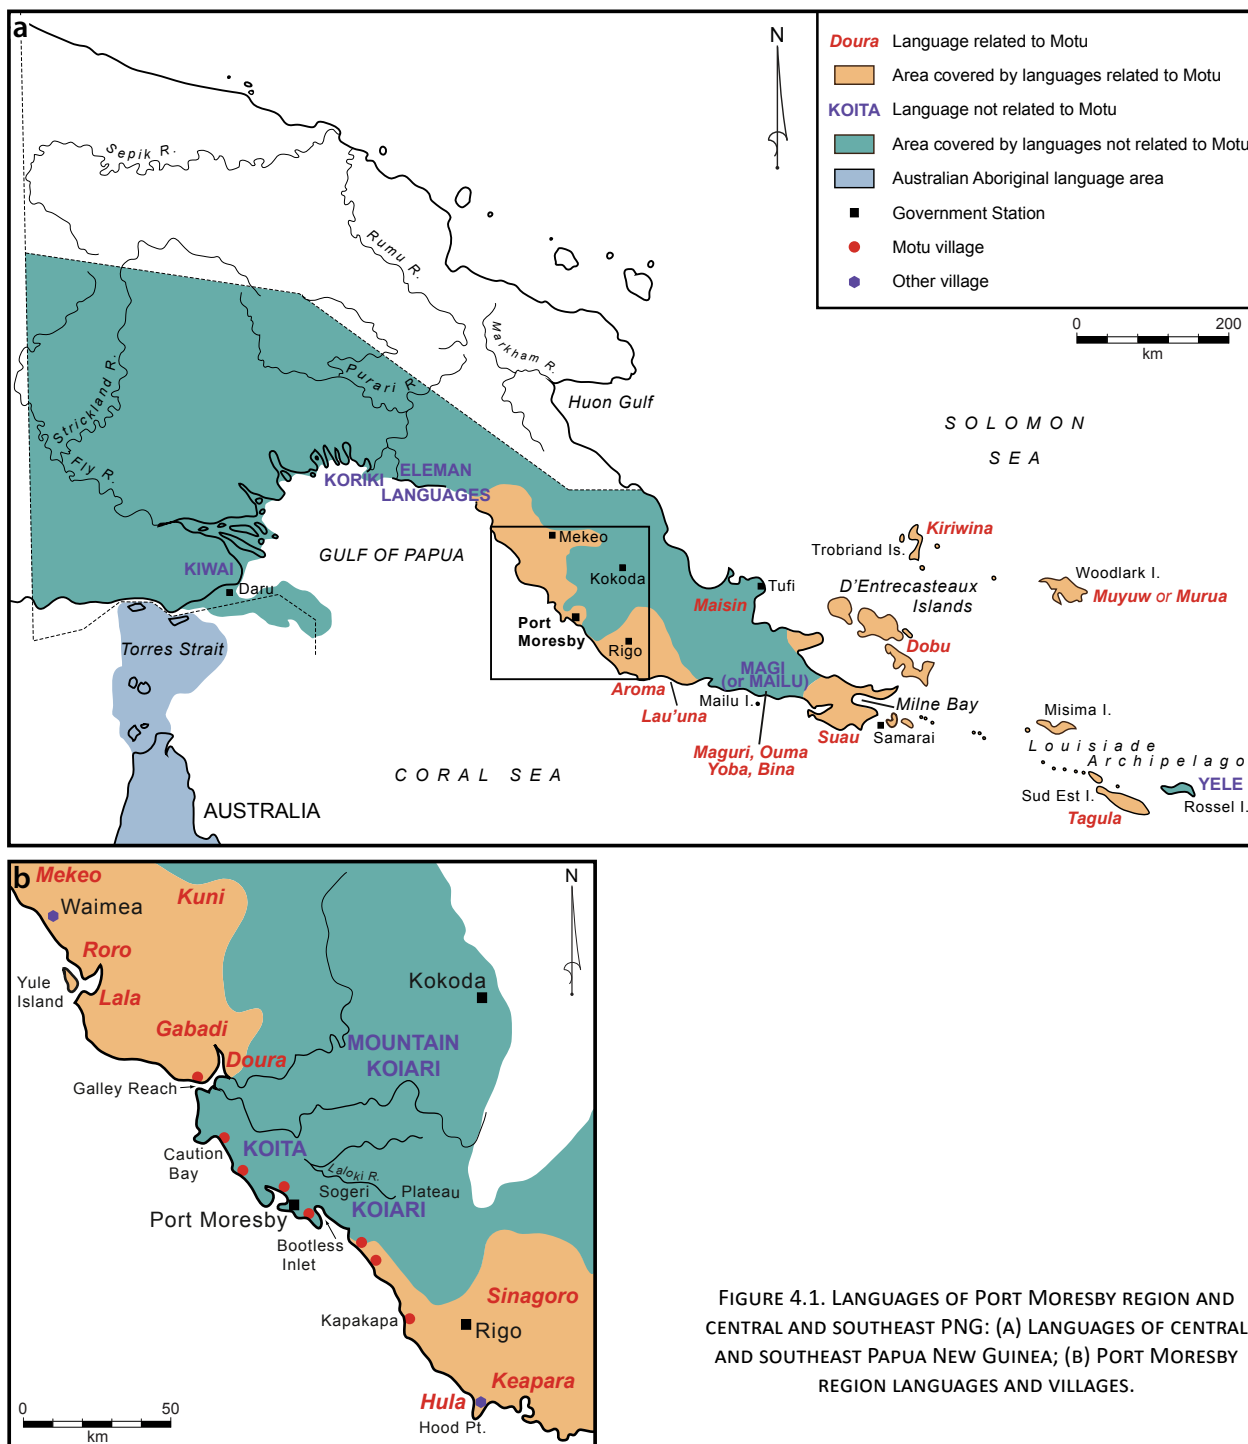 a
N
Doura Language related to Motu
Area covered by languages related to Motu
KOITA Language not related to Motu
Area covered by languages not related to Motu
Australian Aboriginal language area
Government Station
Motu village
Other village
0 200
km
Sepik R.
Rumu R.
Markham R.
Purari R.
Strickland R.
Fly R.
Huon Gulf
SOLOMON
SEA
KORIKI
ELEMAN
LANGUAGES
GULF OF PAPUA
KIWAI
Daru
Torres Strait
AUSTRALIA
CORAL SEA
Mekeo
Kokoda
Port
Moresby
Rigo
Aroma
Lau'una
Maisin
Tufi
MAGI
(or MAILU)
Mailu I.
Maguri, Ouma
Yoba, Bina
Suau
Samarai
Milne Bay
Kiriwina
Trobriand Is.
D'Entrecasteaux
Islands
Dobu
Woodlark I.
Muyuw or Murua
Misima I.
Louisiade
Archipelago
Sud Est I.
Tagula
YELE
Rossel I.
b
N
Mekeo
Waimea
Kuni
Roro
Yule
Island
Lala
Gabadi
Doura
Galley Reach
Kokoda
MOUNTAIN
KOIARI
Caution
Bay
KOITA
Laloki R.
Sogeri Plateau
KOIARI
Port Moresby
Bootless
Inlet
Kapakapa
Sinagoro
Rigo
Keapara
Hula
Hood Pt.
0 50
km
FIGURE 4.1. LANGUAGES OF PORT MORESBY REGION AND
CENTRAL AND SOUTHEAST PNG: (A) LANGUAGES OF CENTRAL
AND SOUTHEAST PAPUA NEW GUINEA; (B) PORT MORESBY
REGION LANGUAGES AND VILLAGES.